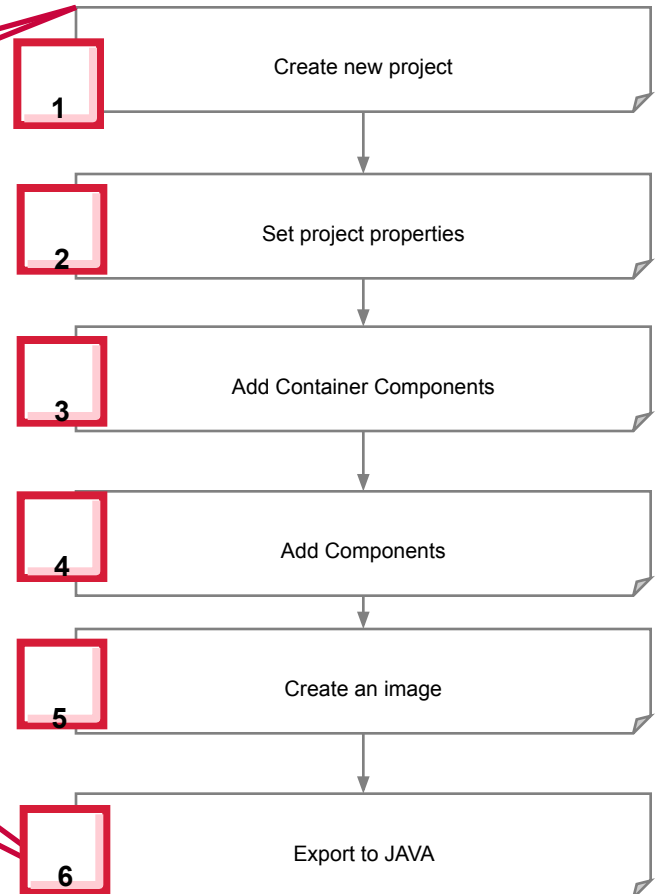 Create new project
1
Set project properties
2
Add Container Components
3
Add Components
4
Create an image
5
Export to JAVA
6